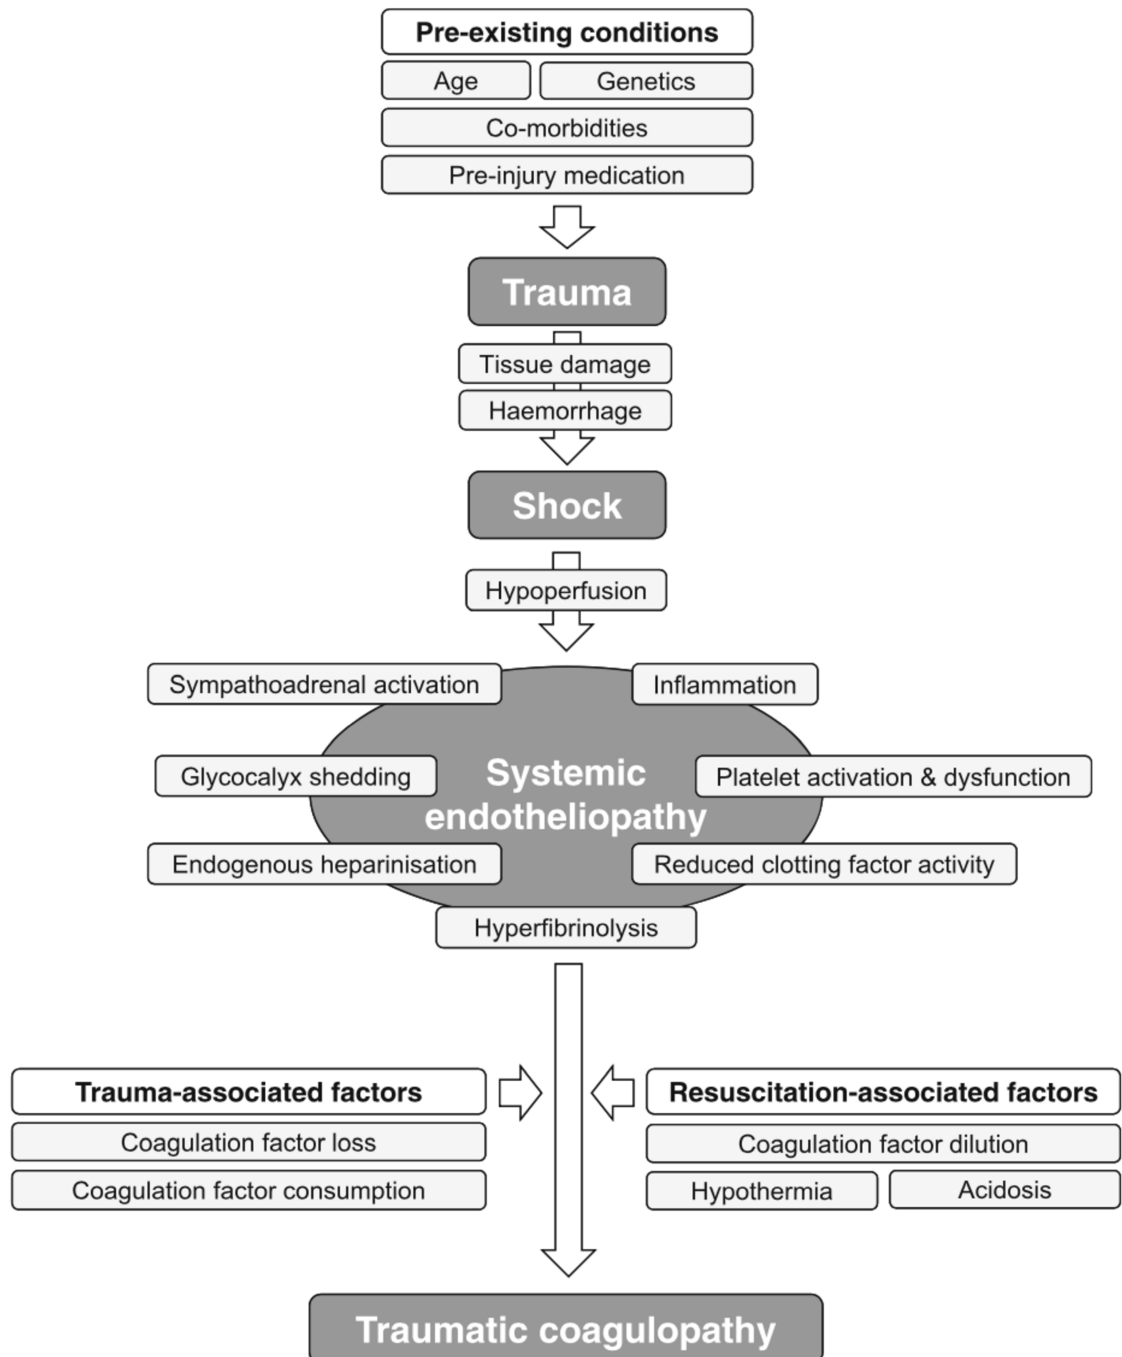 Pre-existing conditions
Age
Genetics
Co-morbidities
Pre-injury medication
Trauma
Tissue damage
Haemorrhage
Shock
Hypoperfusion
Sympathoadrenal activation
Inflammation
Glycocalyx shedding
Systemic
endotheliopathy
Platelet activation & dysfunction
Endogenous heparinisation
Reduced clotting factor activity
Hyperfibrinolysis
Trauma-associated factors
Coagulation factor loss
Coagulation factor consumption
Resuscitation-associated factors
Coagulation factor dilution
Hypothermia
Acidosis
Traumatic coagulopathy